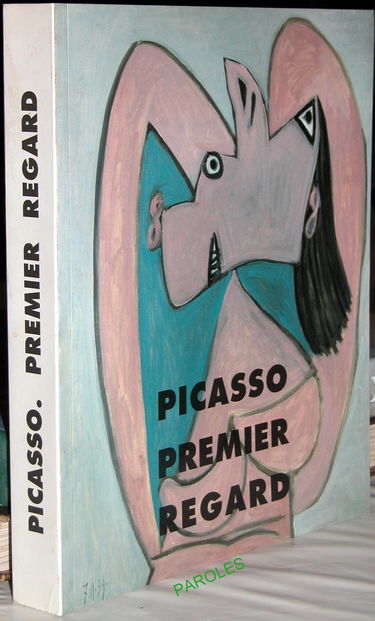 PICASSO. PREMIER REGARD
PICASSO
PREMIER
REGARD
PAROLES